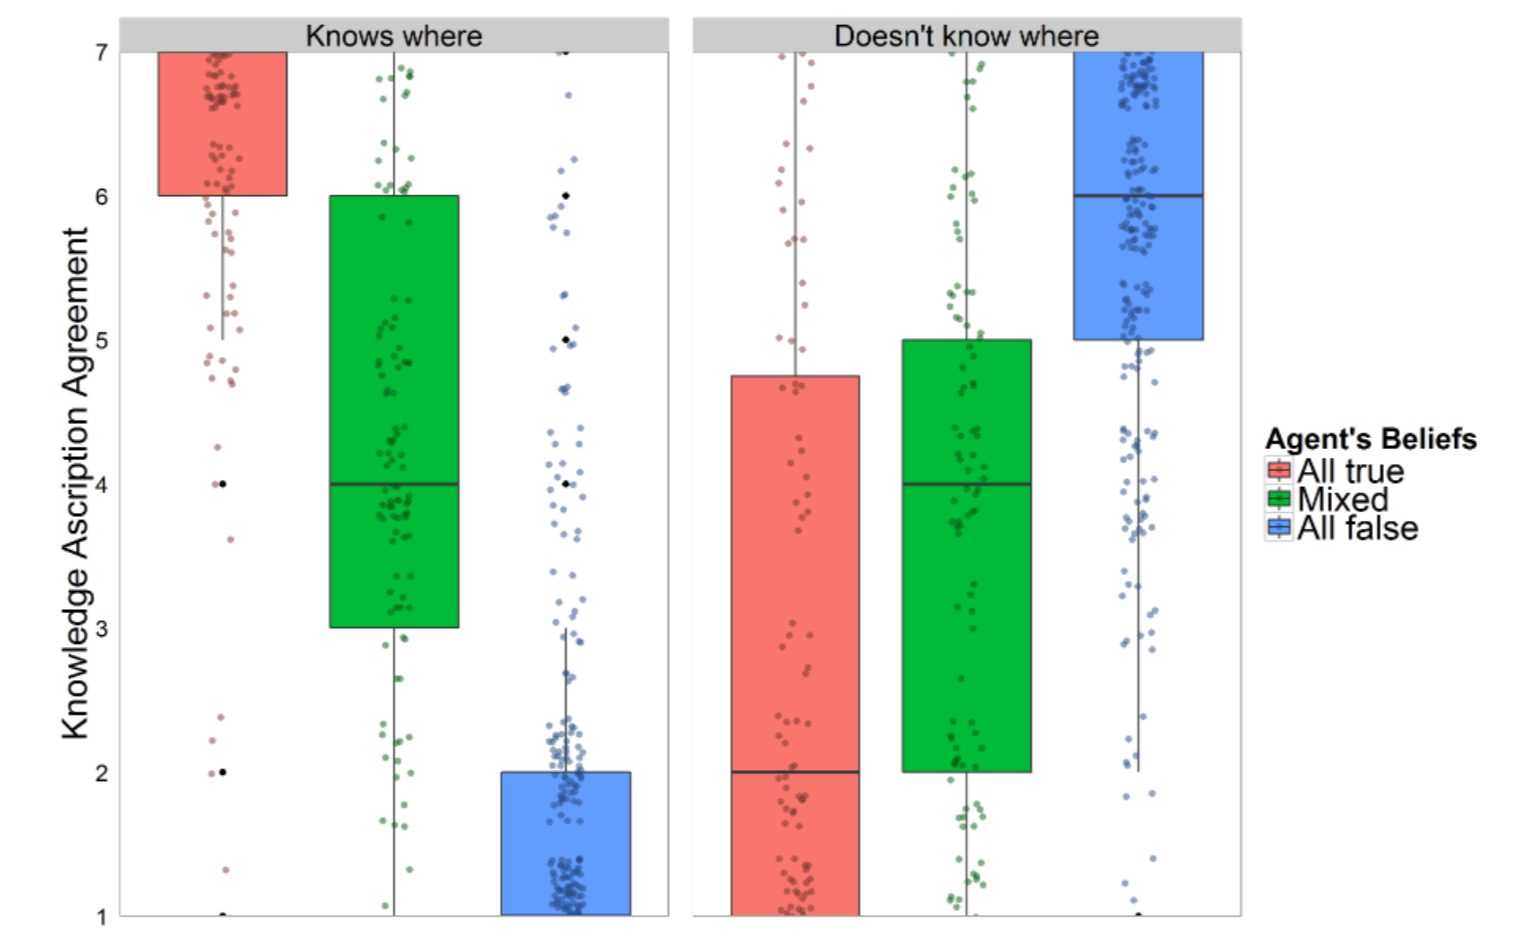 Knows where
Doesn't know where
Knowledge Ascription Agreement
7
6
5
4
3
2
1
Agent's Beliefs
All true
Mixed
All false